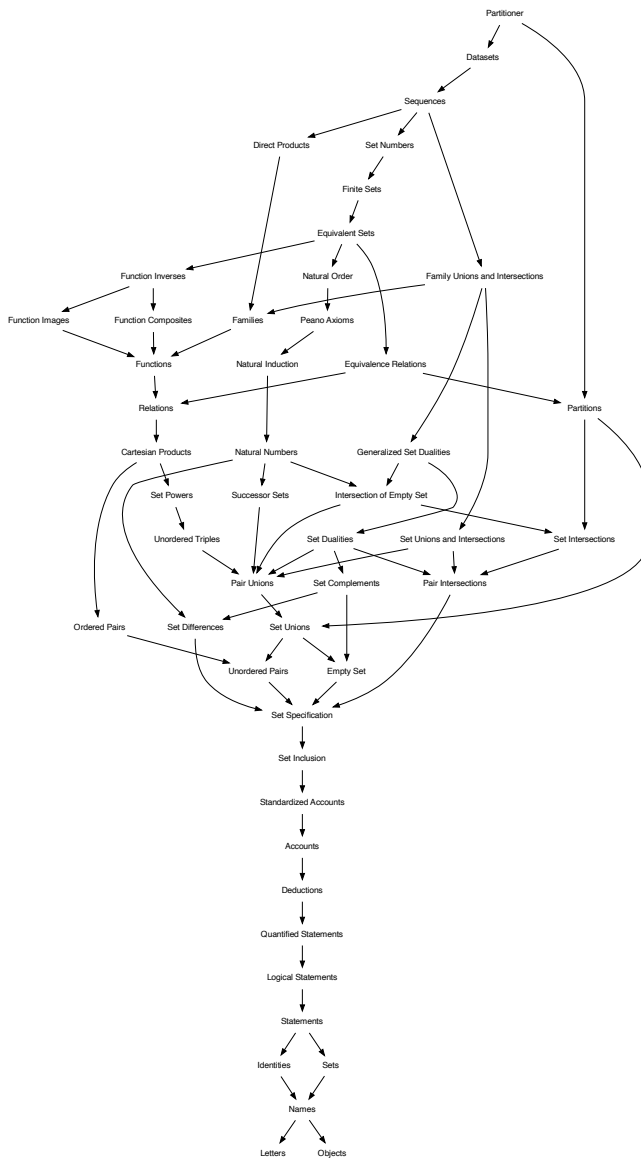 Partitioner
Datasets
Sequences
Direct Products
Set Numbers
Finite Sets
Equivalent Sets
Function Inverses
Natural Order
Family Unions and Intersections
Function Images
Function Composites
Families
Peano Axioms
Functions
Natural Induction
Equivalence Relations
Relations
Partitions
Cartesian Products
Natural Numbers
Generalized Set Dualities
Set Powers
Successor Sets
Intersection of Empty Set
Unordered Triples
Set Dualities
Set Unions and Intersections
Set Intersections
Pair Unions
Set Complements
Pair Intersections
Ordered Pairs
Set Differences
Set Unions
Unordered Pairs
Empty Set
Set Specification
Set Inclusion
Standardized Accounts
Accounts
Deductions
Quantified Statements
Logical Statements
Statements
Identities
Sets
Names
Letters
Objects